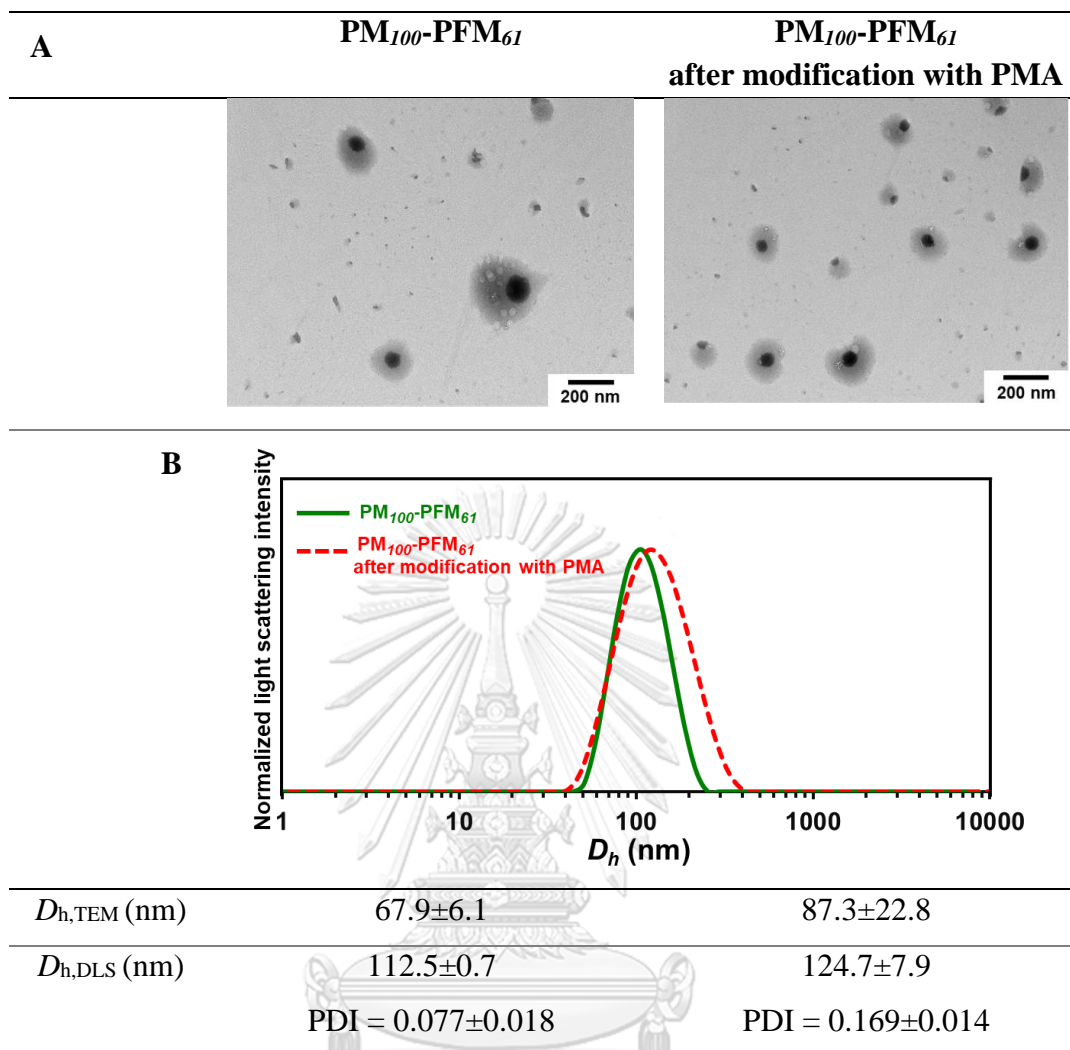 A
PM100-PFM61
PM100-PFM61
after modification with PMA
200 nm
200 nm
B
Normalized light scattering intensity
PM100-PFM61
PM100-PFM61
after modification with PMA
1 10 100 1000 10000
Dh (nm)
Dh,TEM (nm) 67.9±6.1 87.3±22.8
Dh,DLS (nm) 112.5±0.7 124.7±7.9
PDI = 0.077±0.018 PDI = 0.169±0.014